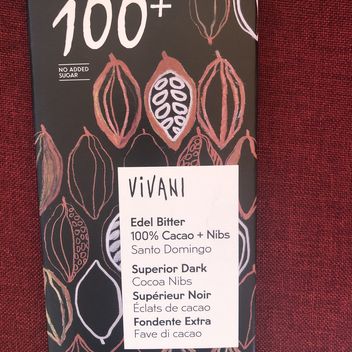 100+
NO ADDED
SUGAR
ViVANI
Edel Bitter
100% Cacao + Nibs
Santo Domingo
Superior Dark
Cocoa Nibs
Supérieur Noir
Éclats de cacao
Fondente Extra
Fave di cacao